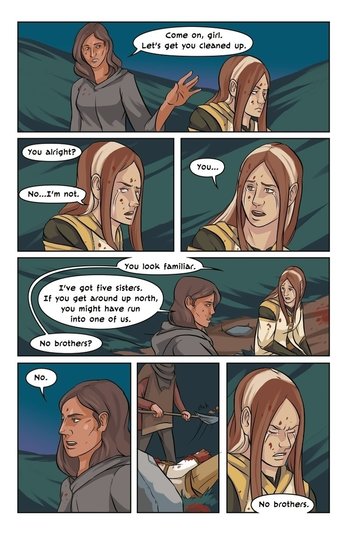 Come on, girl.
Let's get you cleaned up.
You alright?
No...I'm not.
You...
You look familiar.
I've got five sisters.
If you get around up north,
you might have run
into one of us.
No brothers?
No.
No brothers.